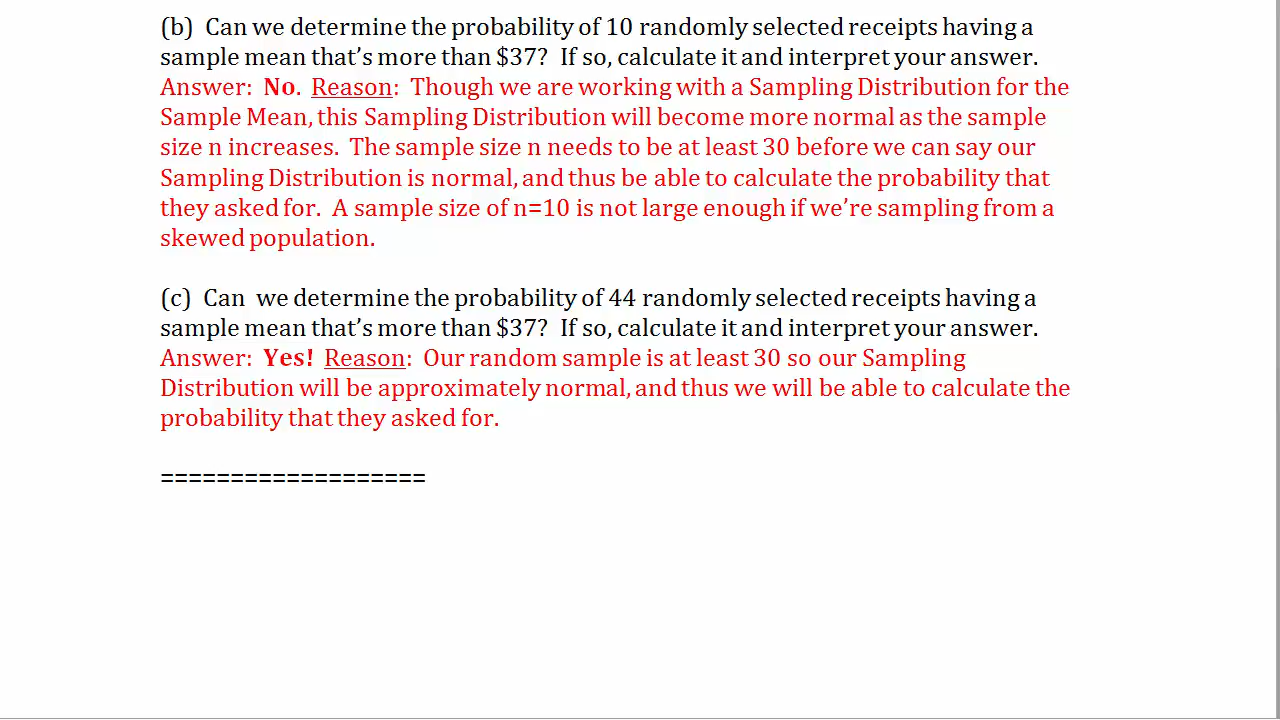 (b)  Can we determine the probability of 10 randomly selected receipts having a
sample mean that’s more than $37?  If so, calculate it and interpret your answer.
Answer:  No.  Reason:  Though we are working with a Sampling Distribution for the
Sample Mean, this Sampling Distribution will become more normal as the sample
size n increases.  The sample size n needs to be at least 30 before we can say our
Sampling Distribution is normal, and thus be able to calculate the probability that
they asked for.  A sample size of n=10 is not large enough if we’re sampling from a
skewed population.
(c)  Can  we determine the probability of 44 randomly selected receipts having a
sample mean that’s more than $37?  If so, calculate it and interpret your answer.
Answer:  Yes!  Reason:  Our random sample is at least 30 so our Sampling
Distribution will be approximately normal, and thus we will be able to calculate the
probability that they asked for.
===================